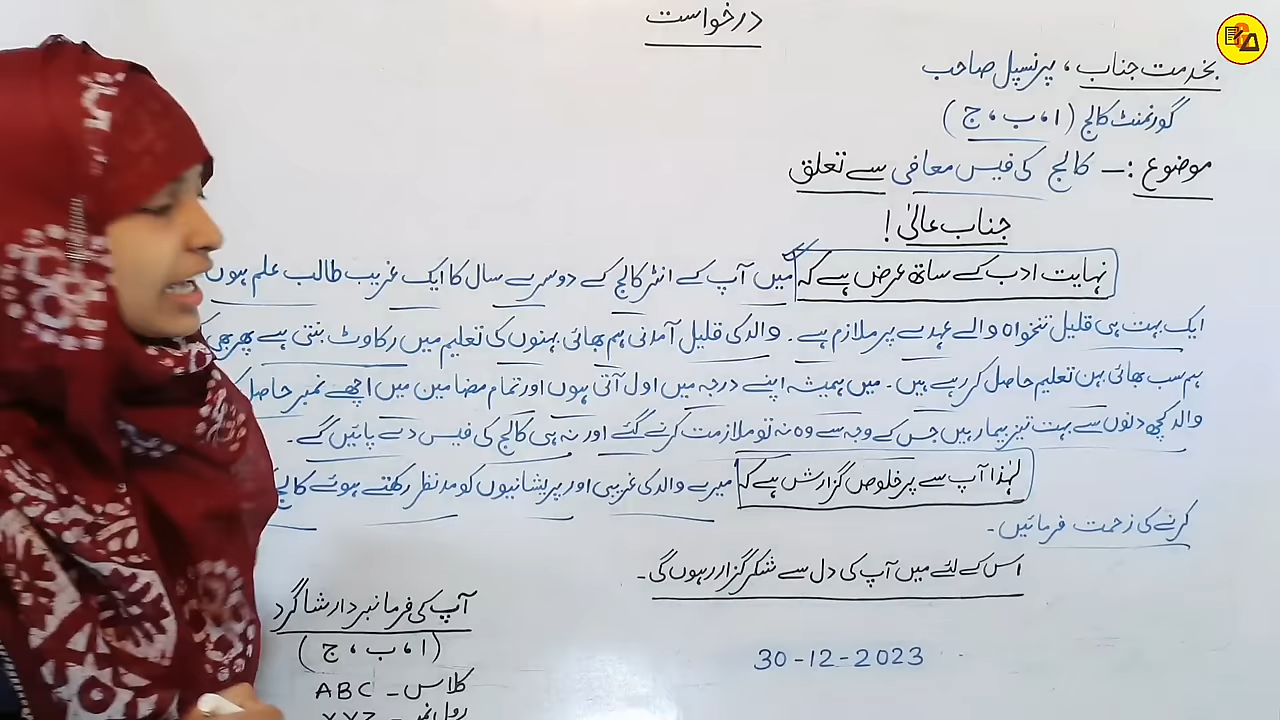 درخواست
بخدمت جناب، پرنسپل صاحب
گورنمنٹ کالج (ا، ب، ج)
موضوع :— کالج کی فیس معافی سے تعلق
جناب عالیٰ !
نہایت ادب کے ساتھ عرض ہے کہ میں آپ کے انٹر کالج کے دوسرے سال کا ایک غریب طالب علم ہوں
ایک بہت ہی قلیل تنخواہ والے عہدے پر ملازم ہے۔ والد کی قلیل آمدنی ہم بھائی بہنوں کی تعلیم میں رکاوٹ بنتی ہے پھر بھی
ہم سب بھائی بہن تعلیم حاصل کر رہے ہیں۔ میں ہمیشہ اپنے درجہ میں اول آتی ہوں اور تمام مضامین میں اچھے نمبر حاصل
والد کچھ دنوں سے بہت تیز بیمار ہیں جس کے وجہ سے وہ نہ تو ملازمت کرنے گئے اور نہ ہی کالج کی فیس دے پائیں گے۔
لہٰذا آپ سے پرخلوص گزارش ہے کہ میرے والد کی غریبی اور پریشانیوں کو مدنظر رکھتے ہوئے کالج
کرنے کی زحمت فرمائیں۔
اس کے لئے میں آپ کی دل سے شکر گزار رہوں گی۔
آپ کی فرمانبردار شاگرد
(ا، ب، ج)
کلاس - ABC
رول نمبر - XYZ
30-12-2023